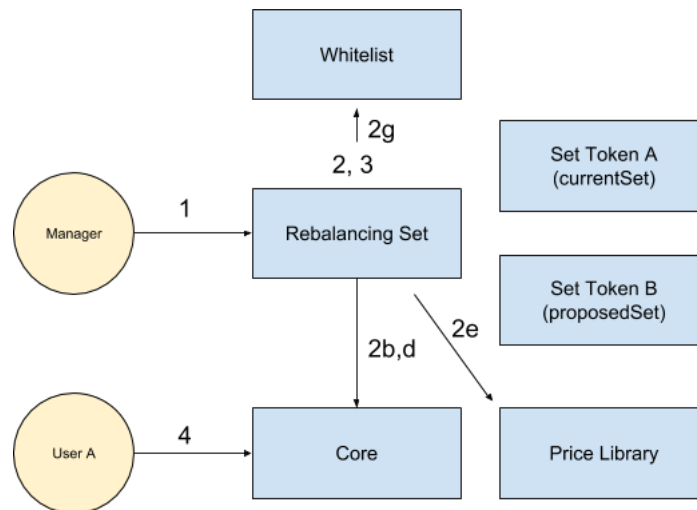 Whitelist
2g
2, 3
Set Token A
(currentSet)
Manager
1
Rebalancing Set
Set Token B
(proposedSet)
2b,d
2e
User A
4
Core
Price Library